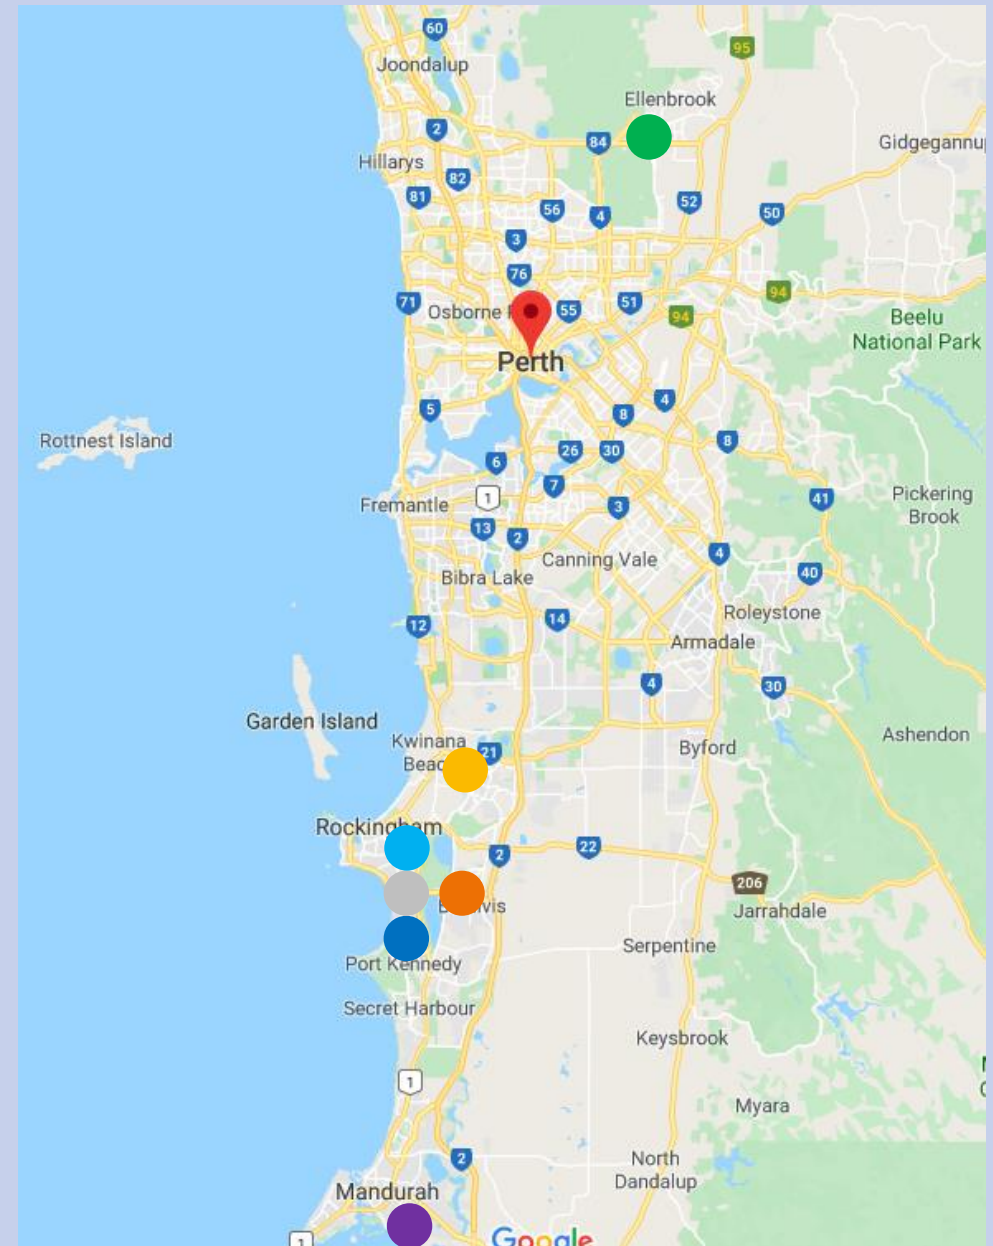 60
Joondalup
95
Ellenbrook
2
84
Gidgegannu
Hillarys
82
81
56
4
52
50
3
76
71
Osborne
55
51
94
94
Beelu
National Park
Perth
5
8
4
Rottnest Island
6
26
30
8
Fremantle
1
7
3
41
Pickering
Brook
13
2
Canning Vale
4
Bibra Lake
40
12
14
Roleystone
Armadale
4
30
Garden Island
Kwinana
21
Byford
Ashendon
Rockingham
2
22
206
Jarrahdale
Serpentine
Port Kennedy
Secret Harbour
Keysbrook
1
Myara
2
North
Dandalup
Mandurah
1
Google